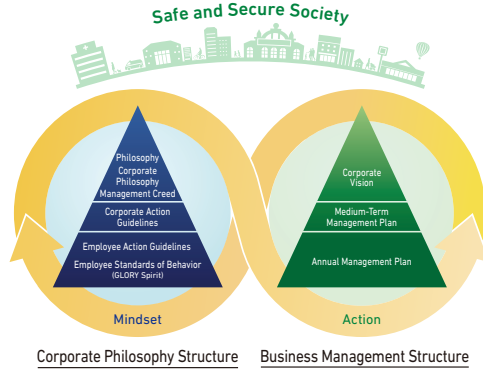 Safe and Secure Society
Philosophy
Corporate
Philosophy
Management Creed
Corporate Action
Guidelines
Employee Action Guidelines
Employee Standards of Behavior
(GLORY Spirit)
Mindset
Corporate Philosophy Structure
Corporate
Vision
Medium-Term
Management Plan
Annual Management Plan
Action
Business Management Structure